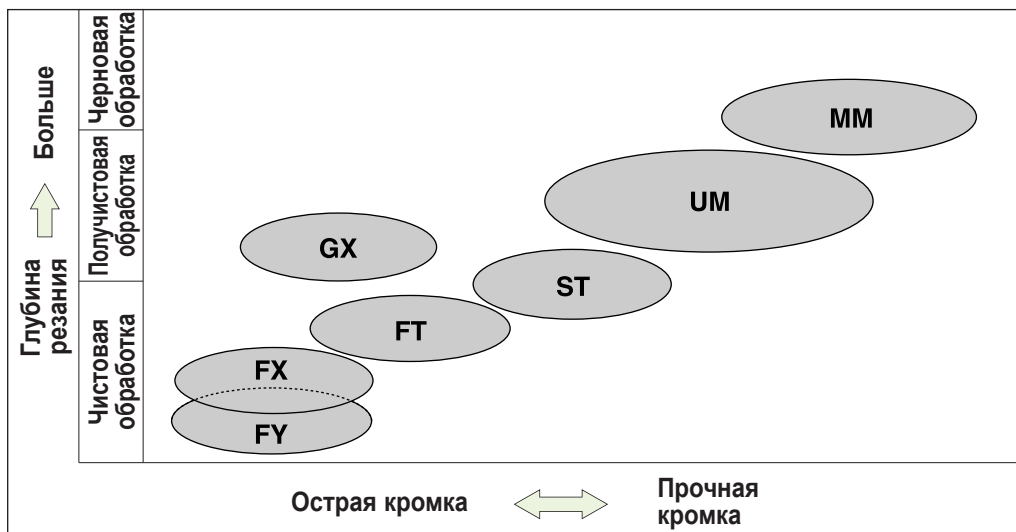 Глубина
резания
Больше
Черновая
обработка
Получистовая
обработка
Чистовая
обработка
MM
UM
GX
ST
FT
FX
FY
Острая кромка
Прочная
кромка